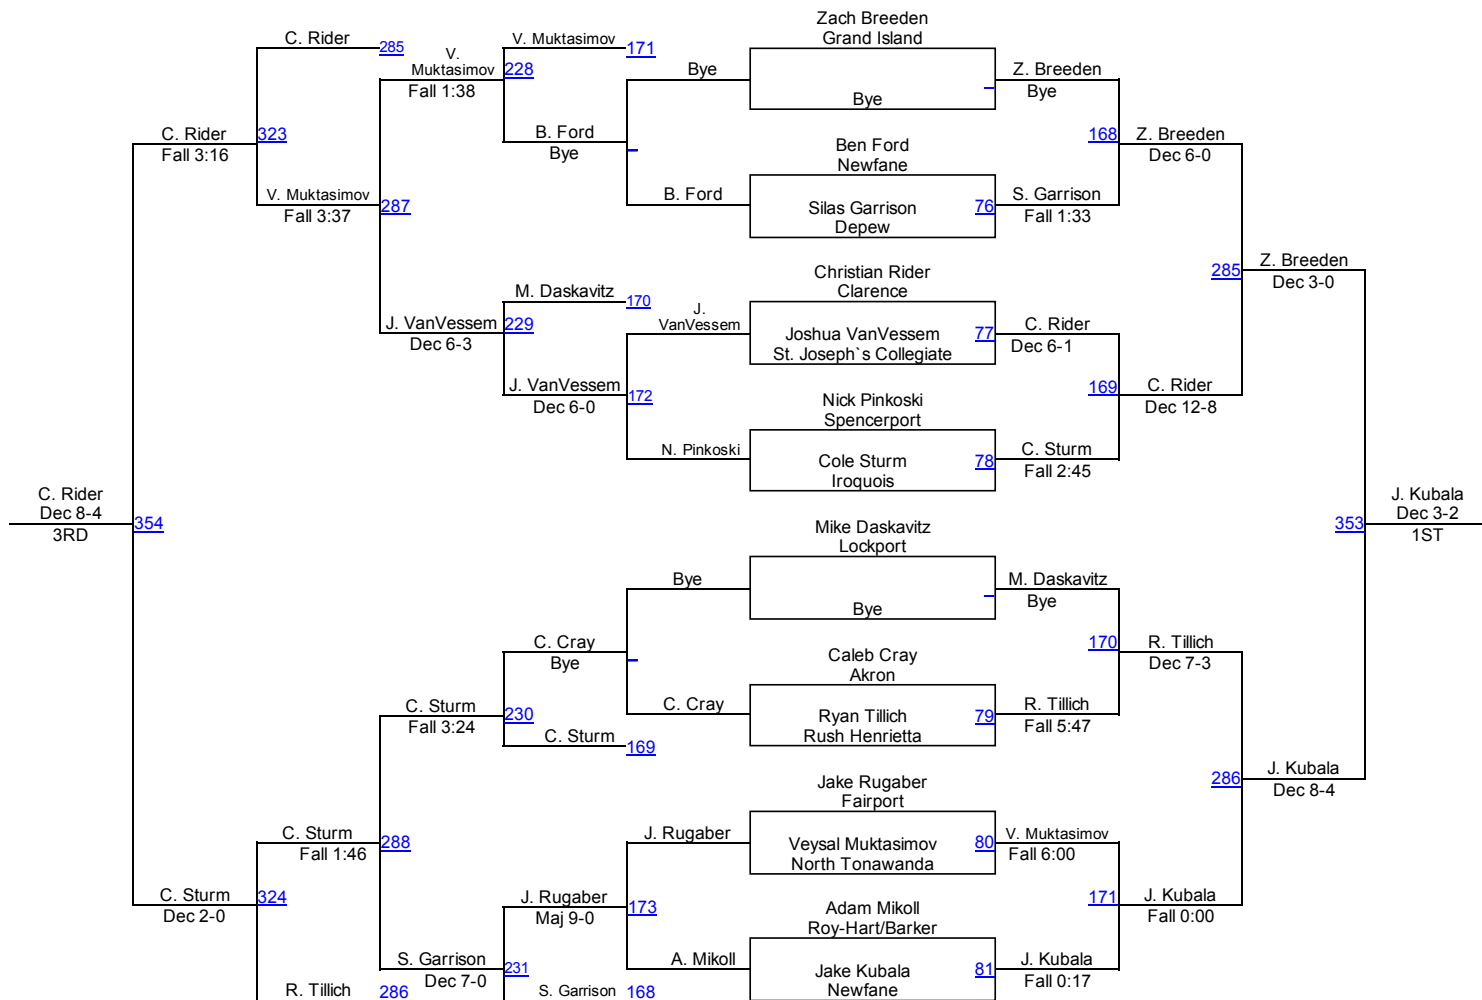 Zach Breeden
Grand Island
C. Rider
285
V.
Muktasimov
228
Fall 1:38
V. Muktasimov
171
Bye
Bye
Z. Breeden
Bye
C. Rider
323
Fall 3:16
B. Ford
Bye
Ben Ford
Newfane
168
Z. Breeden
Dec 6-0
V. Muktasimov
287
Fall 3:37
B. Ford
Silas Garrison
76
Depew
S. Garrison
Fall 1:33
Christian Rider
Clarence
285
Z. Breeden
Dec 3-0
M. Daskavitz
170
J. VanVessem
229
Dec 6-3
J.
VanVessem
Joshua VanVessem
77
St. Joseph`s Collegiate
C. Rider
Dec 6-1
J. VanVessem
172
Dec 6-0
Nick Pinkoski
Spencerport
169
C. Rider
Dec 12-8
N. Pinkoski
Cole Sturm
78
Iroquois
C. Sturm
Fall 2:45
C. Rider
Dec 8-4
354
3RD
353
J. Kubala
Dec 3-2
1ST
Mike Daskavitz
Lockport
Bye
Bye
M. Daskavitz
Bye
C. Cray
Bye
Caleb Cray
Akron
170
R. Tillich
Dec 7-3
C. Sturm
230
Fall 3:24
C. Sturm
169
C. Cray
Ryan Tillich
79
Rush Henrietta
R. Tillich
Fall 5:47
Jake Rugaber
Fairport
286
J. Kubala
Dec 8-4
C. Sturm
288
Fall 1:46
J. Rugaber
Veysal Muktasimov
80
North Tonawanda
V. Muktasimov
Fall 6:00
C. Sturm
324
Dec 2-0
J. Rugaber
173
Maj 9-0
Adam Mikoll
Roy-Hart/Barker
171
J. Kubala
Fall 0:00
S. Garrison
231
Dec 7-0
A. Mikoll
Jake Kubala
81
Newfane
J. Kubala
Fall 0:17
R. Tillich
286
S. Garrison
168